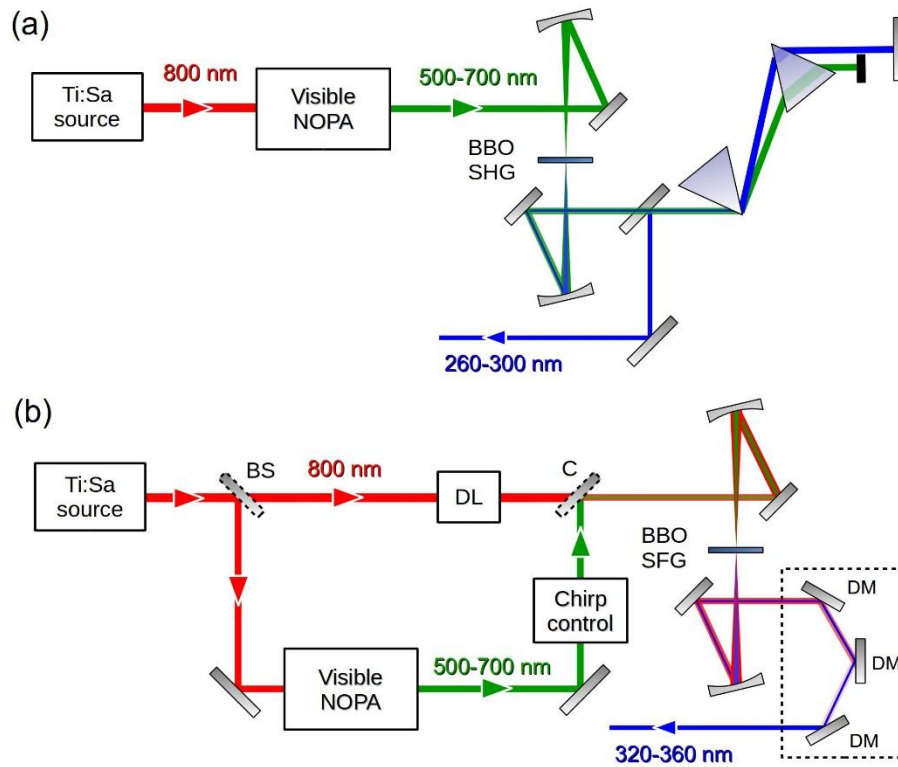 (a)
800 nm
500-700 nm
Ti:Sa
source
Visible
NOPA
BBO
SHG
260-300 nm
(b)
BS
800 nm
C
Ti:Sa
source
DL
BBO
SFG
DM
Chirp
control
DM
Visible
NOPA
500-700 nm
DM
320-360 nm